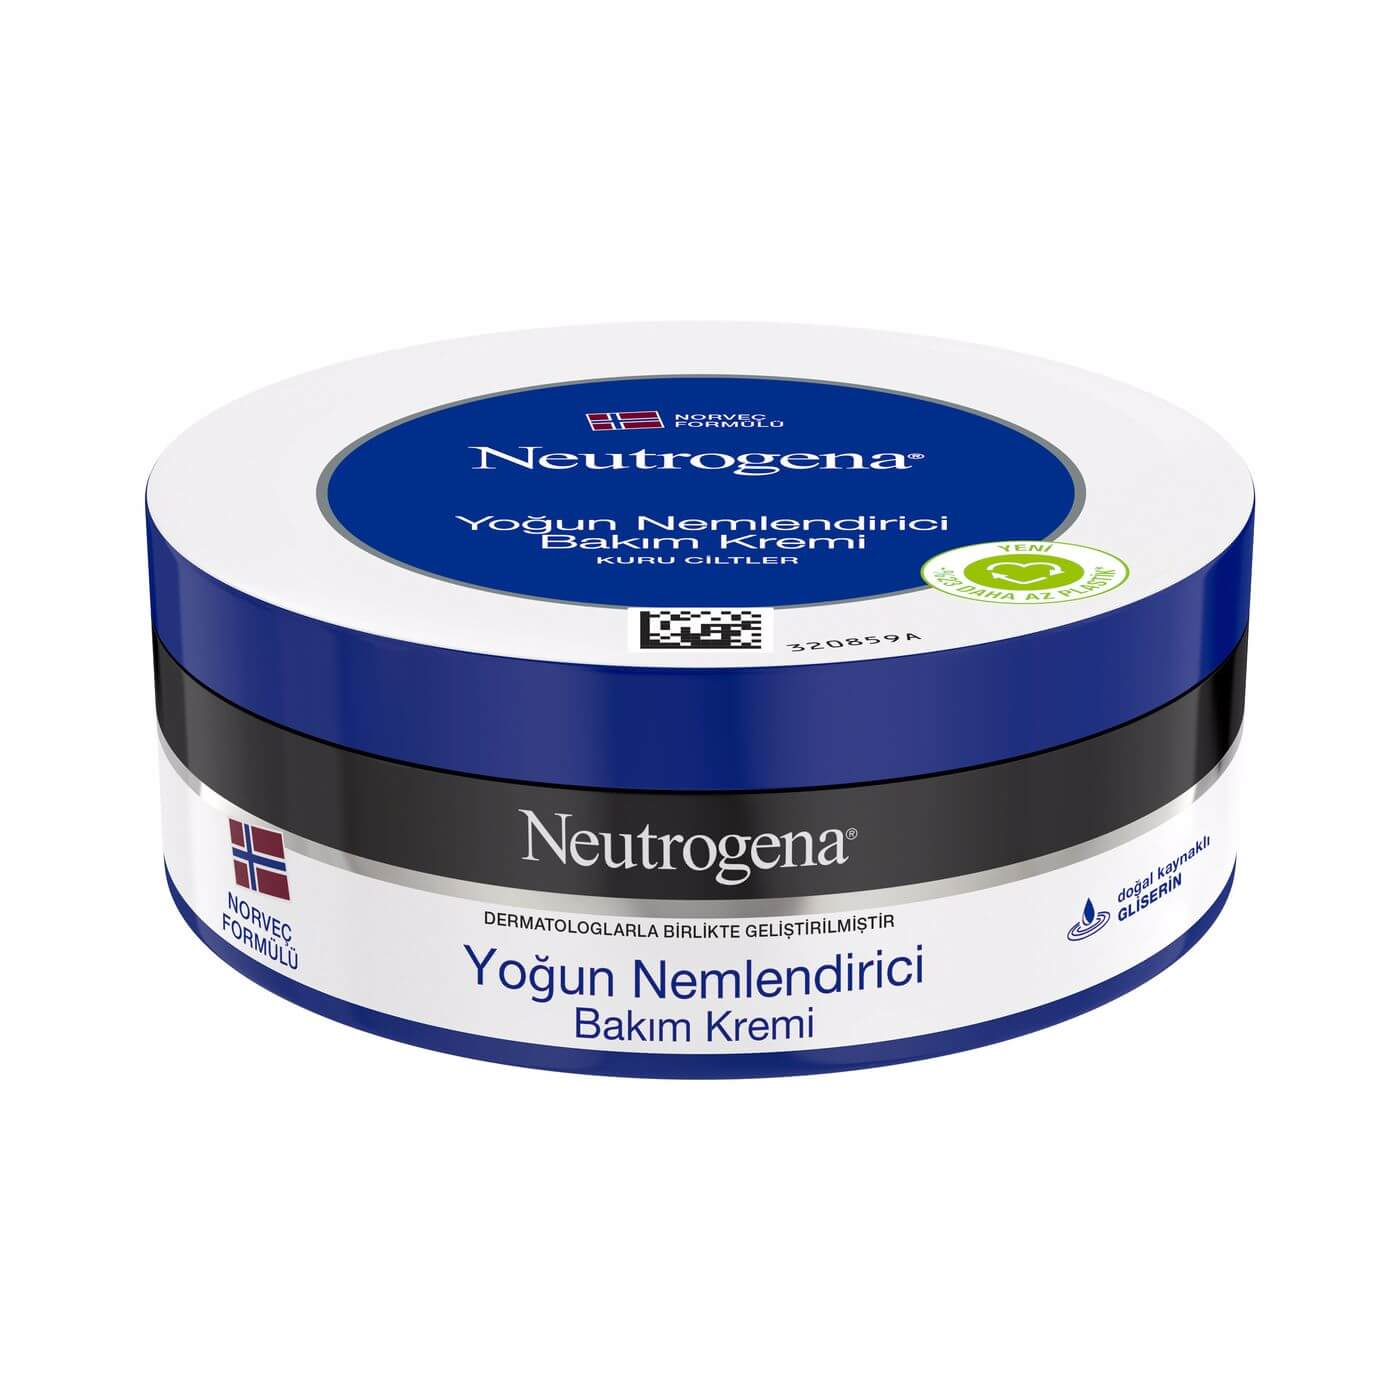 NORVEÇ
FORMÜLÜ
Neutrogena®
Yoğun Nemlendirici
Bakım Kremi
KURU CİLTLER
YENİ
%23 DAHA AZ PLASTİK*
320859A
Neutrogena®
DERMATOLOGLARLA BİRLİKTE GELİŞTİRİLMİŞTİR
Yoğun Nemlendirici
Bakım Kremi
NORVEÇ
FORMÜLÜ
doğal kaynaklı
GLİSERİN